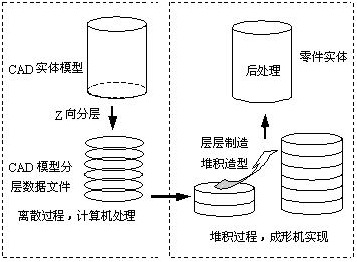 CAD 实体模型
Z向分层
CAD 模型分
层数据文件
离散过程，计算机处理
后处理
零件实体
层层制造
堆积造型
堆积过程，成形机实现